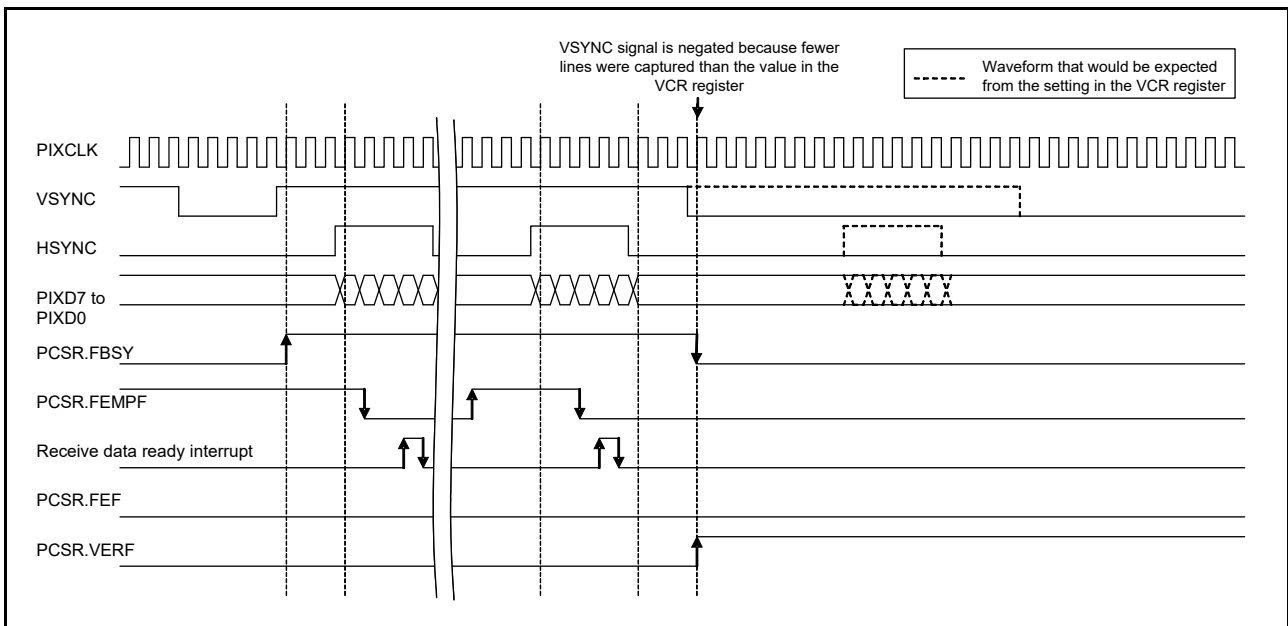 VSYNC signal is negated because fewer
lines were captured than the value in the
VCR register
Waveform that would be expected
from the setting in the VCR register
PIXCLK
VSYNC
HSYNC
PIXD7 to
PIXD0
PCSR.FBSY
PCSR.FEMPF
Receive data ready interrupt
PCSR.FEF
PCSR.VERF